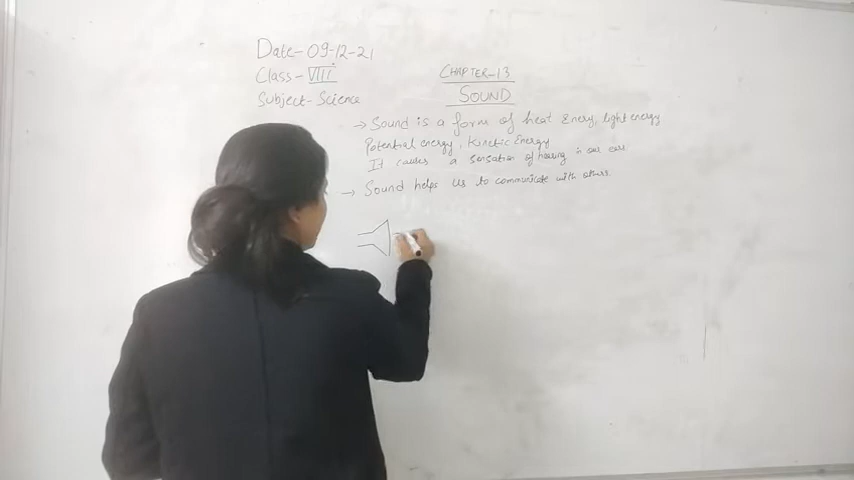 Date- 09-12-21
Class- VIII
Subject- Science
CHAPTER-13
SOUND
→ Sound is a form of heat Energy, light energy
Potential energy, Kinetic Energy
It causes a sensation of hearing in our ear.
→ Sound helps us to communicate with others.